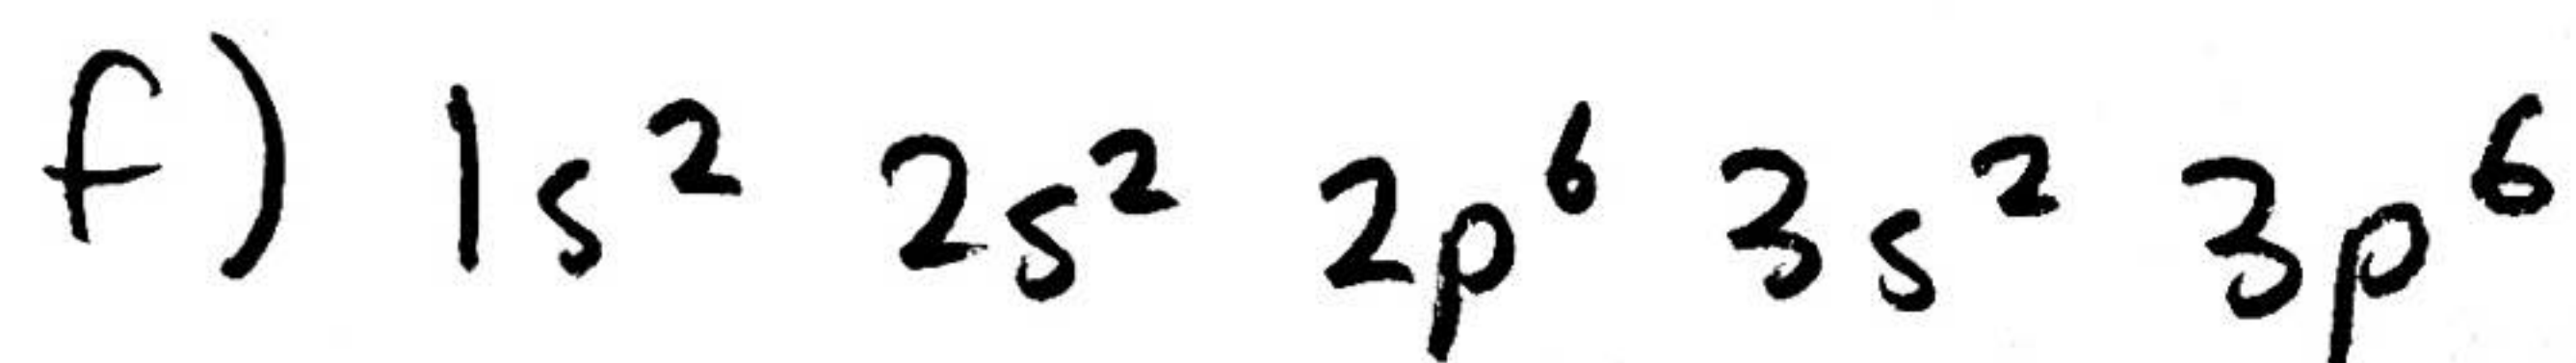 f) 1s² 2s² 2p⁶ 3s² 3p⁶